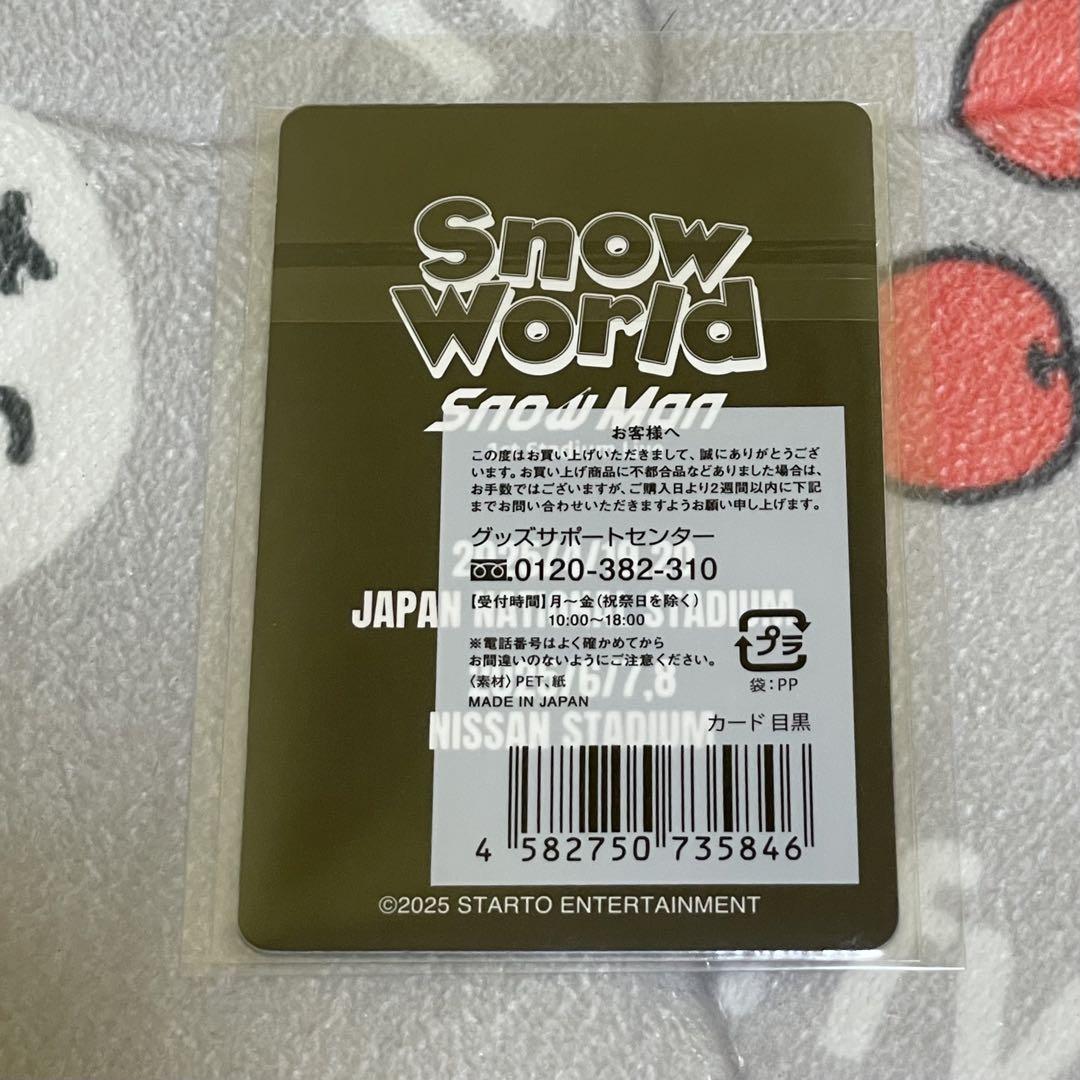 Snow
World
Snow Man
1st Stadium Live
お客様へ
この度はお買い上げいただきまして、誠にありがとうござ
います。お買い上げ商品に不都合品などありました場合は、
お手数ではございますが、ご購入日より2週間以内に下記
までお問い合わせいただきますようお願い申し上げます。
グッズサポートセンター
0120-382-310
JAPAN NATIONAL STADIUM
【受付時間】月〜金(祝祭日を除く)
10:00〜18:00
※電話番号はよく確かめてから
お間違いのないようにご注意ください。
プラ
袋:PP
2025/6/7,8
〈素材〉PET、紙
MADE IN JAPAN
NISSAN STADIUM
カード 目黒
4 582750 735846
©2025 STARTO ENTERTAINMENT